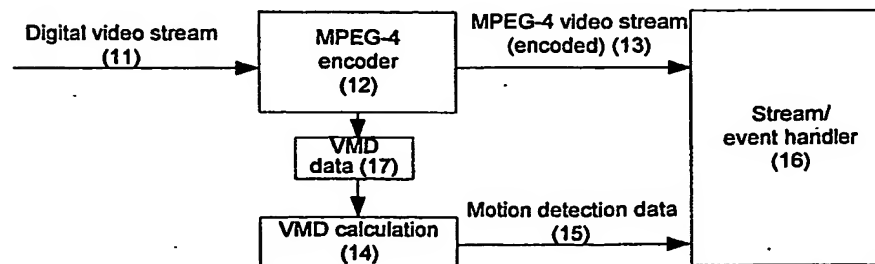 Digital video stream
(11)
MPEG-4
encoder
(12)
MPEG-4 video stream
(encoded) (13)
Stream/
event handler
(16)
VMD
data (17)
VMD calculation
(14)
Motion detection data
(15)